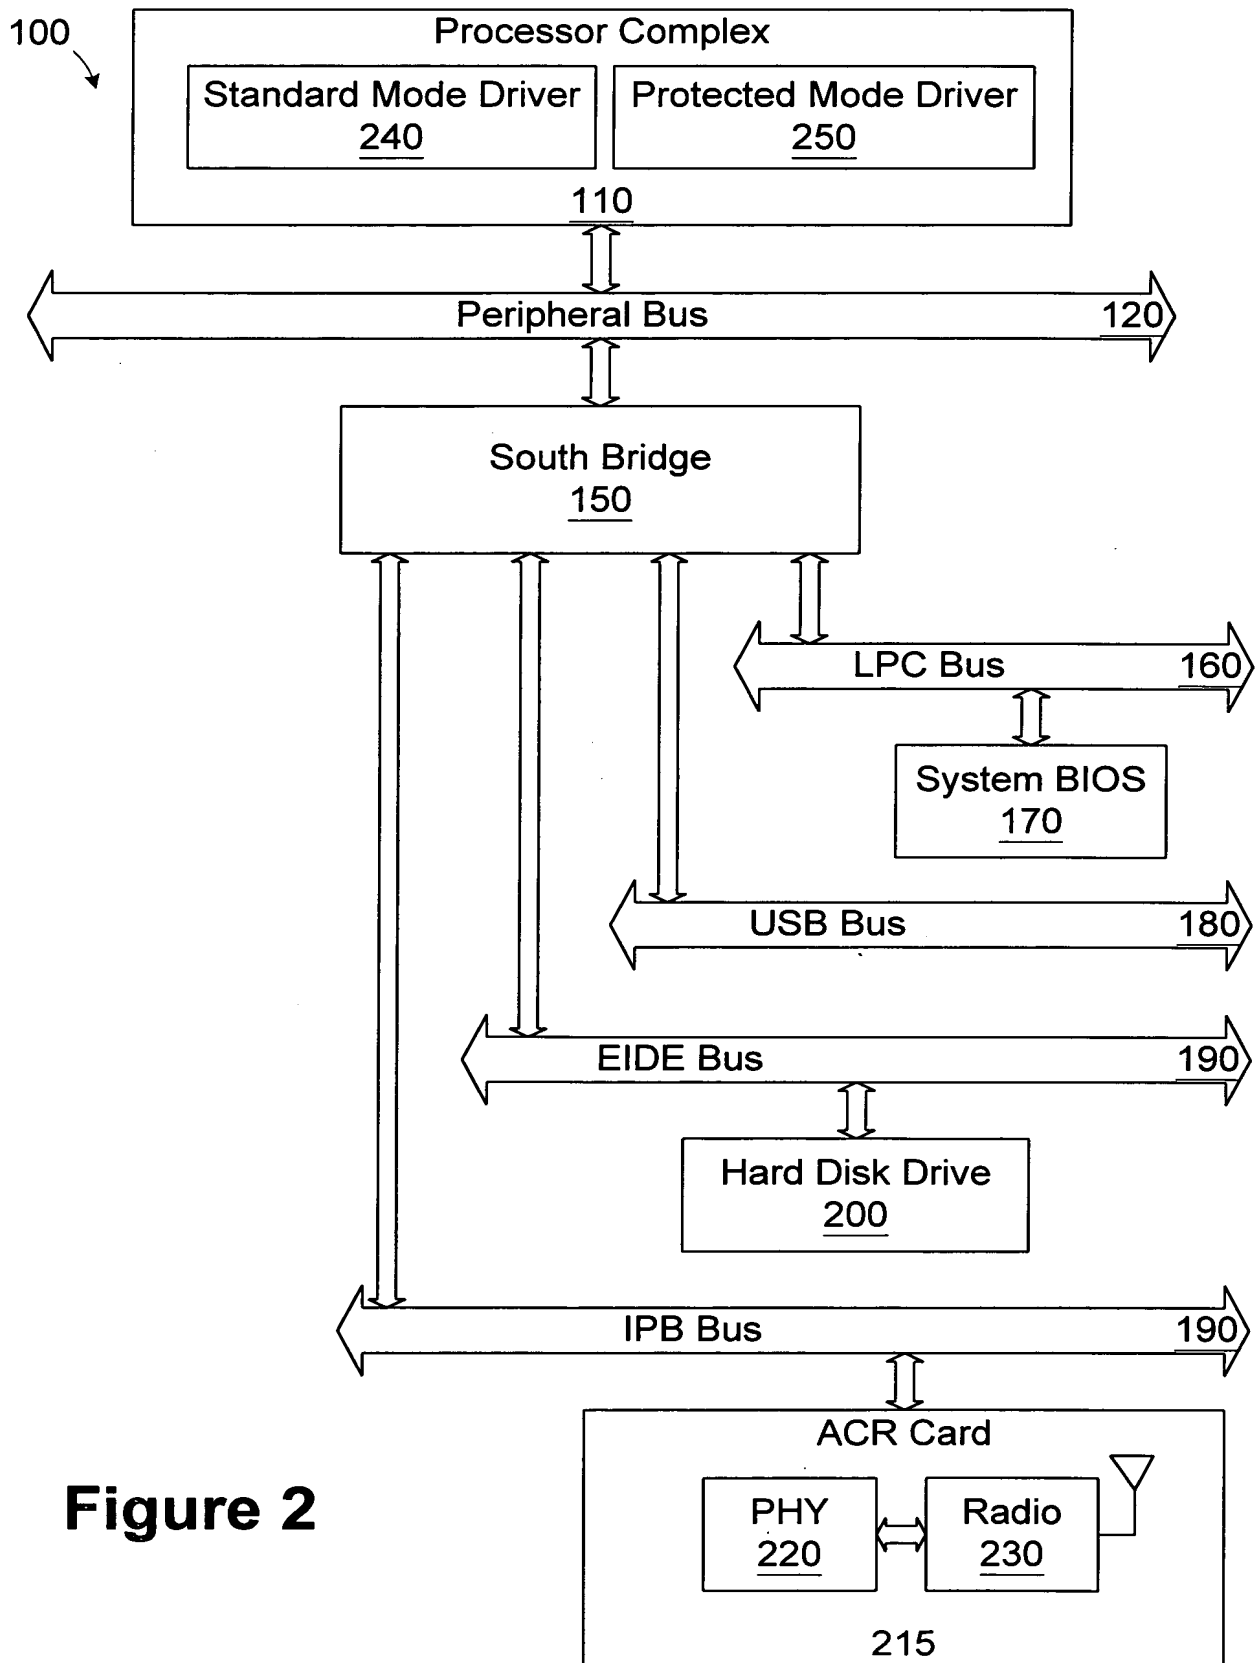 100
Processor Complex
Standard Mode Driver
240
Protected Mode Driver
250
110
Peripheral Bus
120
South Bridge
150
LPC Bus
160
System BIOS
170
USB Bus
180
EIDE Bus
190
Hard Disk Drive
200
IPB Bus
190
ACR Card
PHY
220
Radio
230
215
Figure 2